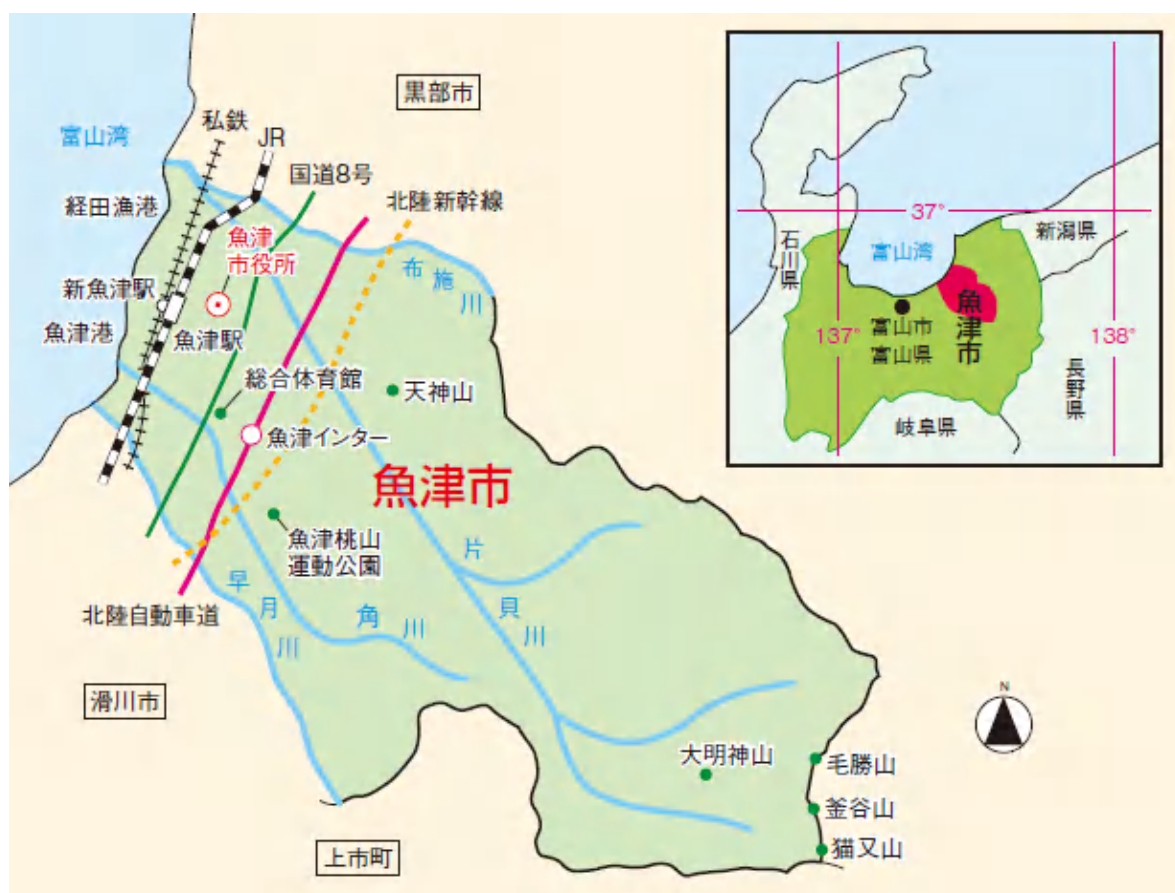 黒部市
私鉄
JR
富山湾
国道8号
経田漁港
北陸新幹線
魚津
市役所
布施川
新魚津駅
魚津港
魚津駅
総合体育館
天神山
魚津インター
魚津市
魚津桃山
運動公園
片貝川
早月川
角川
北陸自動車道
滑川市
大明神山
毛勝山
釜谷山
猫又山
上市町
N
37°
新潟県
石川県
富山湾
魚津市
137°
富山市
富山県
138°
長野県
岐阜県